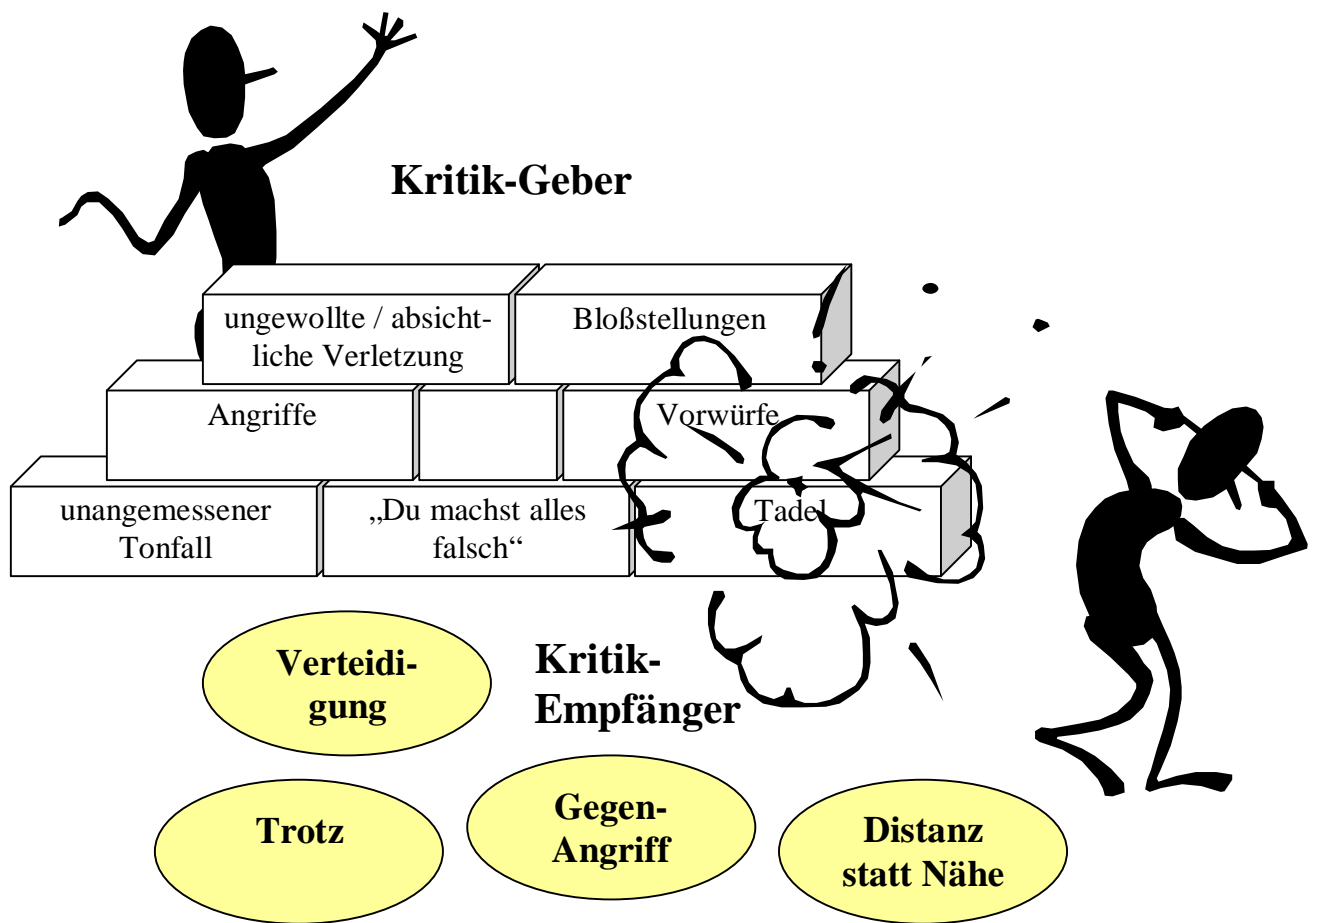 Kritik-Geber
ungewollte / absicht-
liche Verletzung
Bloßstellungen
Angriffe
Vorwürfe
unangemessener
Tonfall
„Du machst alles
falsch“
Tadel
Verteidi-
gung
Kritik-
Empfänger
Trotz
Gegen-
Angriff
Distanz
statt Nähe